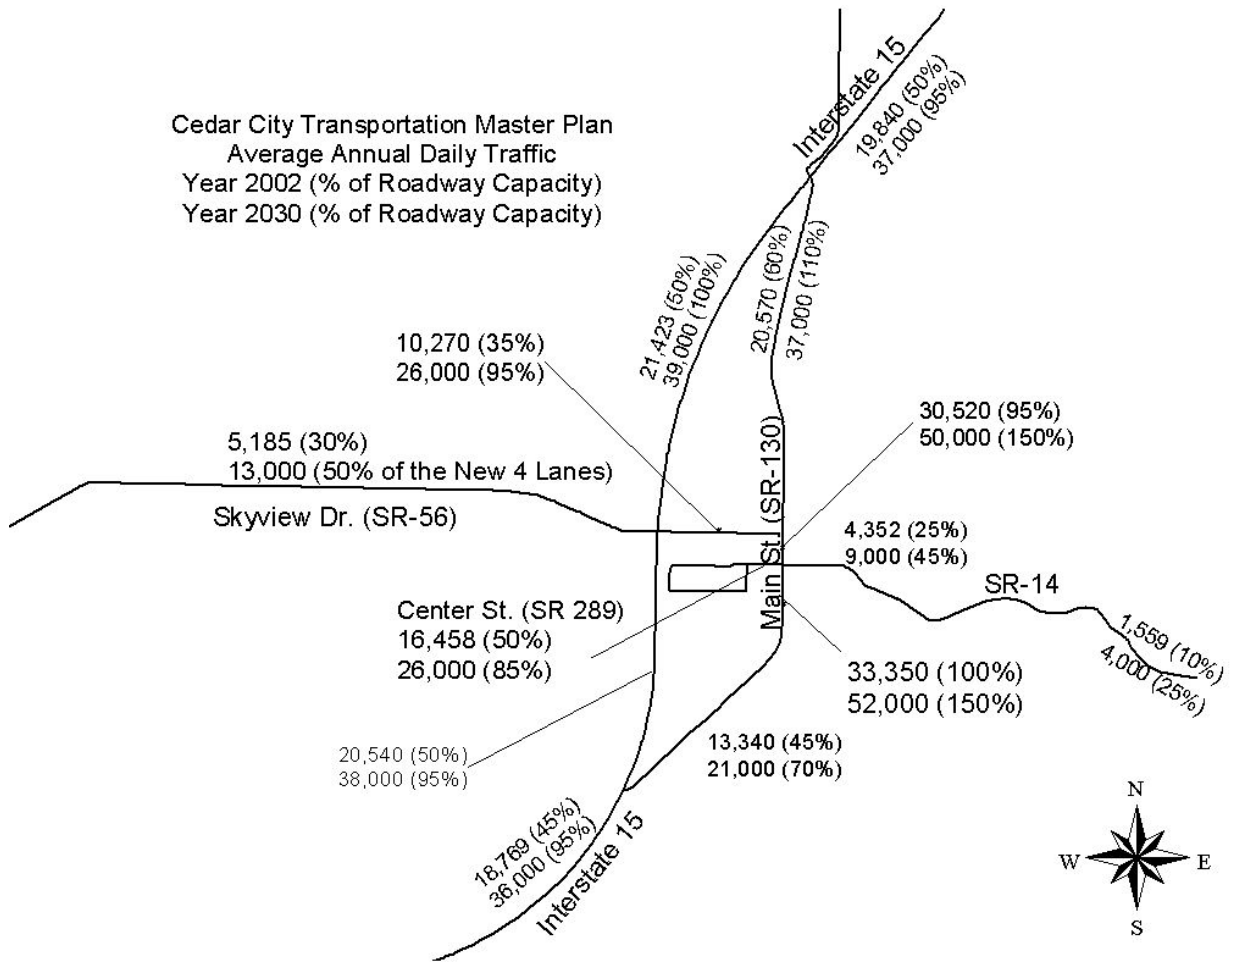 Cedar City Transportation Master Plan
Average Annual Daily Traffic
Year 2002 (% of Roadway Capacity)
Year 2030 (% of Roadway Capacity)
Interstate 15
19,840 (50%)
37,000 (95%)
21,423 (50%)
39,000 (100%)
20,570 (60%)
37,000 (110%)
10,270 (35%)
26,000 (95%)
30,520 (95%)
50,000 (150%)
5,185 (30%)
13,000 (50% of the New 4 Lanes)
Skyview Dr. (SR-56)
Main St. (SR-130)
4,352 (25%)
9,000 (45%)
SR-14
1,559 (10%)
4,000 (25%)
Center St. (SR 289)
16,458 (50%)
26,000 (85%)
33,350 (100%)
52,000 (150%)
20,540 (50%)
38,000 (95%)
13,340 (45%)
21,000 (70%)
18,769 (45%)
36,000 (95%)
Interstate 15
N
W E
S